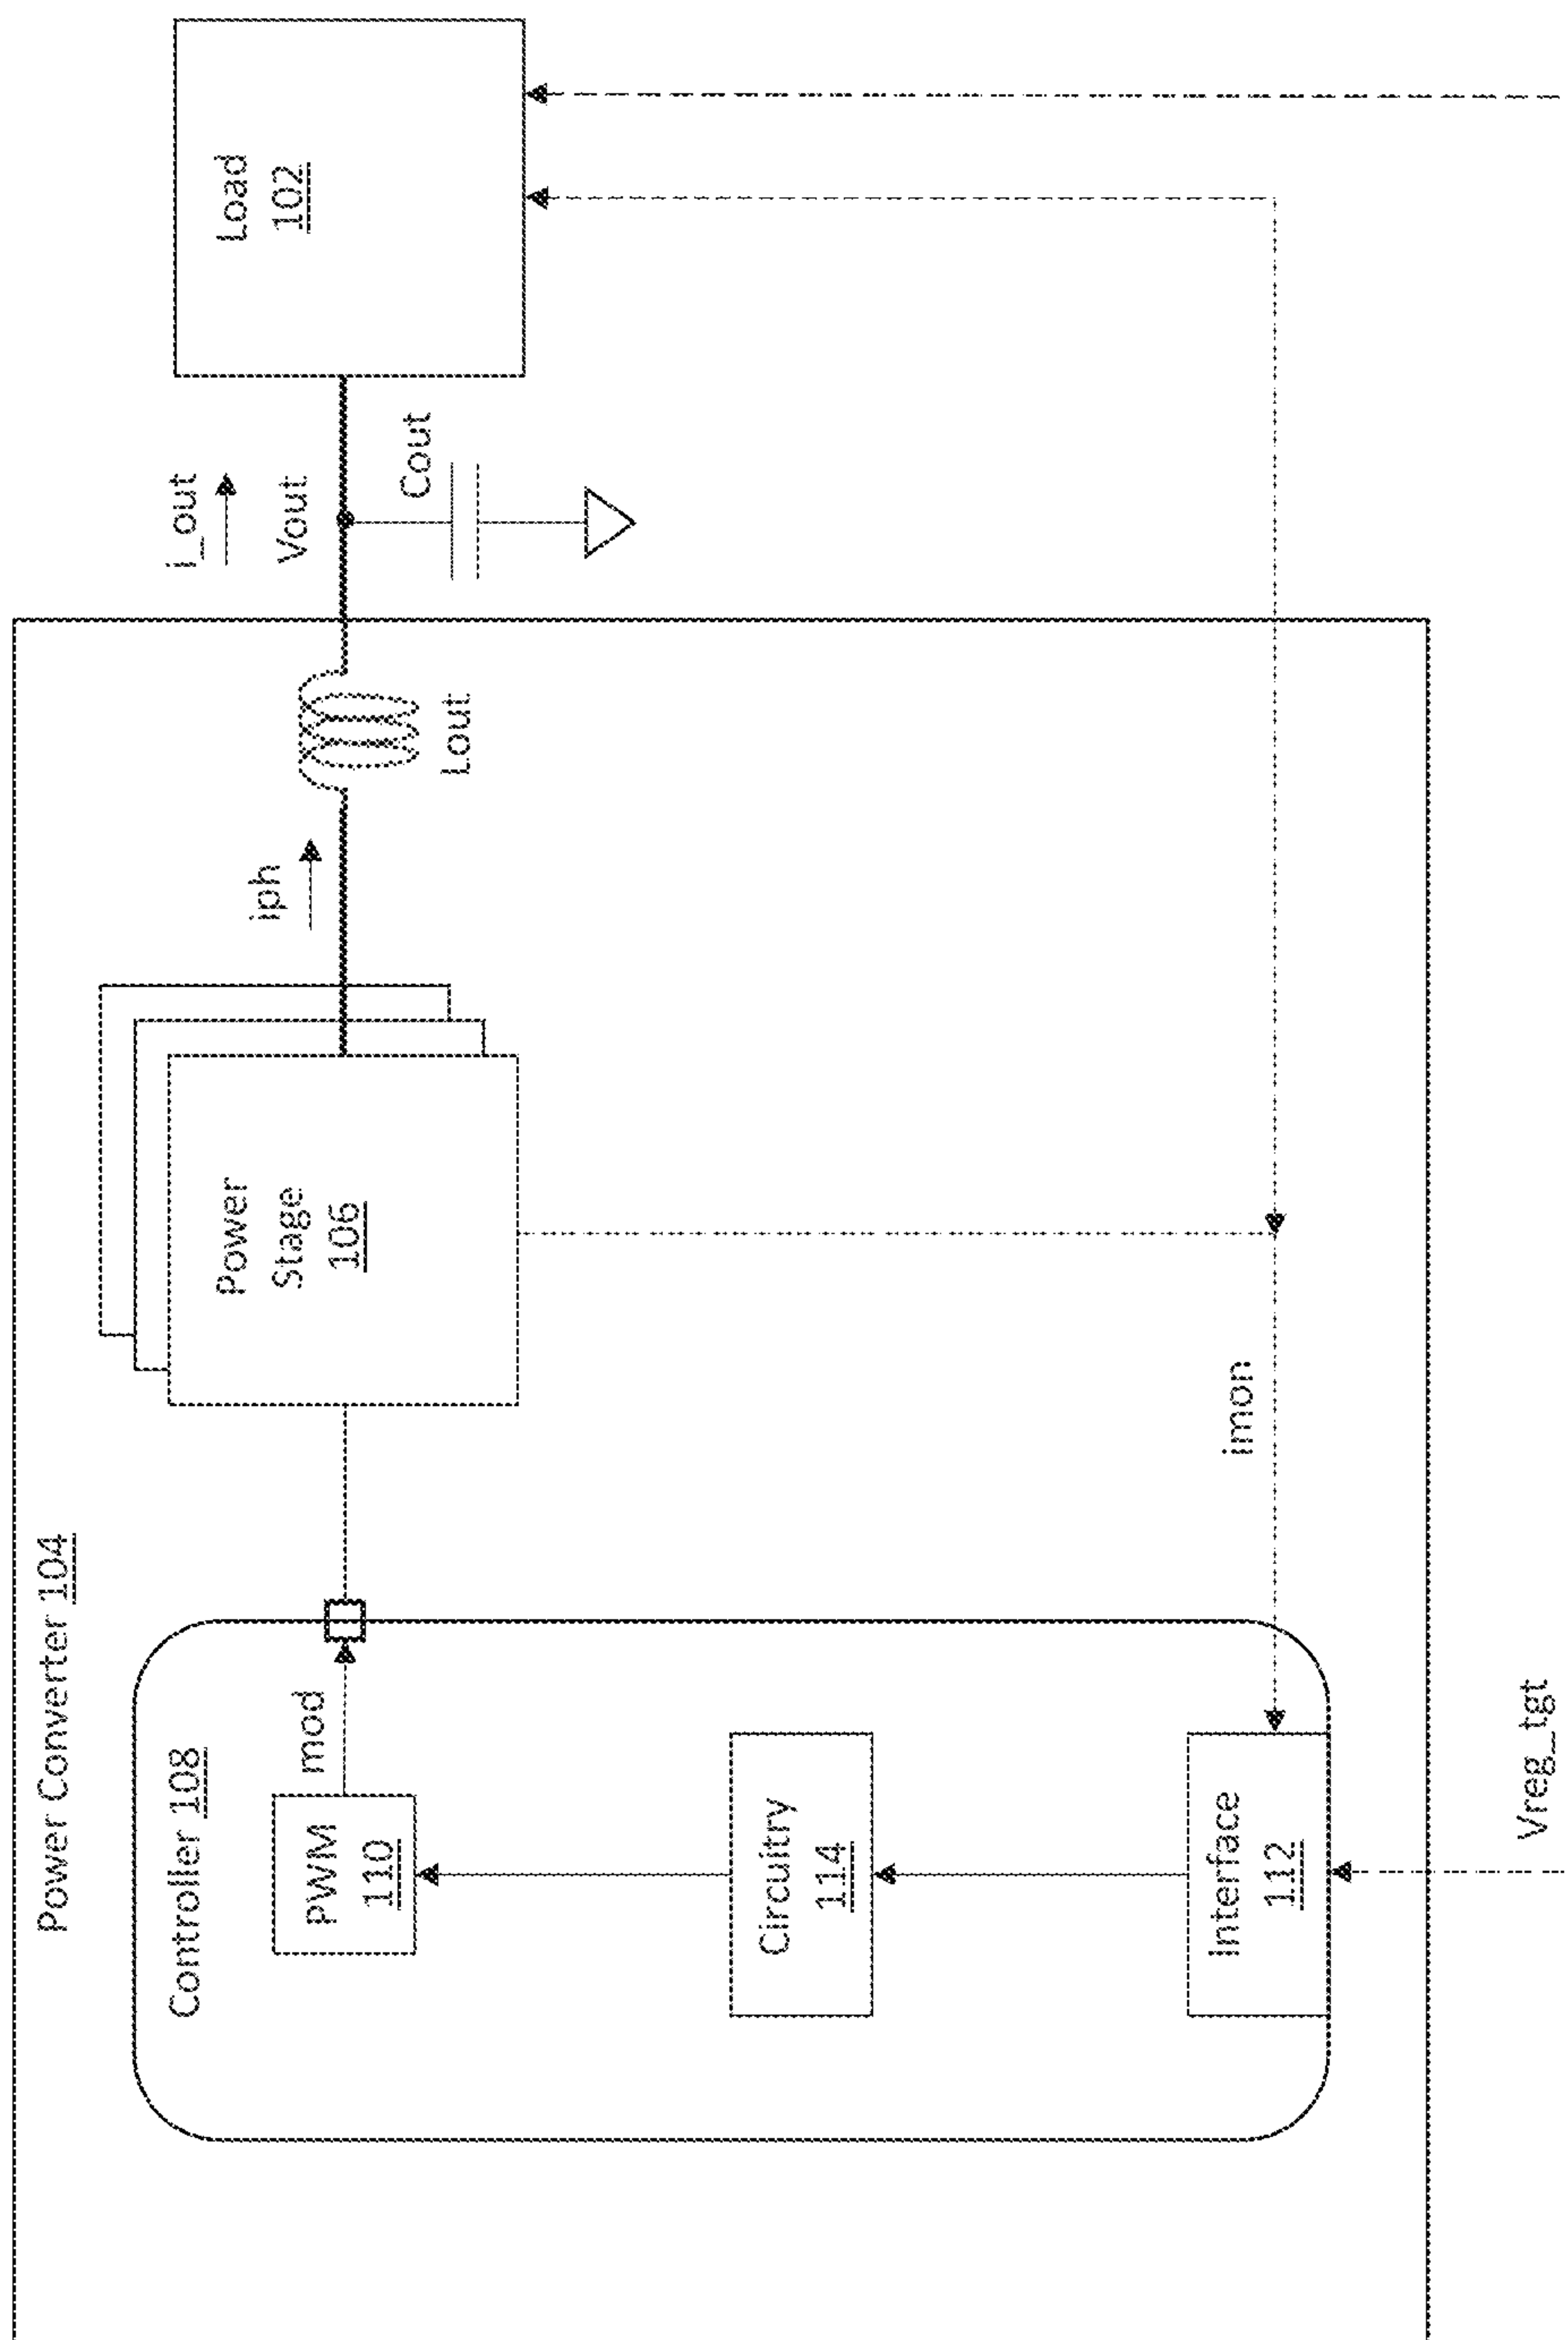 Power Converter 104
Controller 108
PWM
110
mod
Circuitry
114
Interface
112
imon
Vreg_tgt
Power
Stage
106
iph
Lout
i_out
Vout
Cout
Load
102